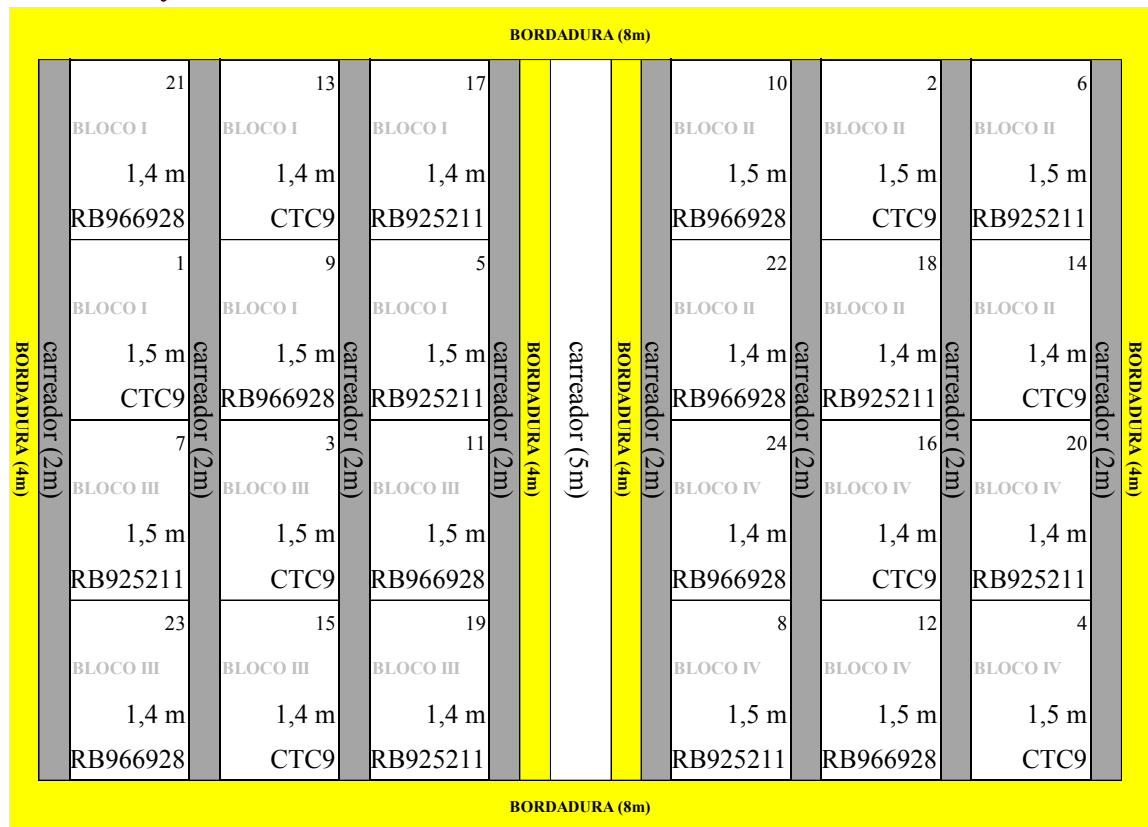 BORDADURA (8m)
21 13 17 10 2 6
BLOCO I BLOCO I BLOCO I BLOCO II BLOCO II BLOCO II
1,4 m 1,4 m 1,4 m 1,5 m 1,5 m 1,5 m
RB966928 CTC9 RB925211 RB966928 CTC9 RB925211
1 9 5 22 18 14
BLOCO I BLOCO I BLOCO I BLOCO II BLOCO II BLOCO II
1,5 m 1,5 m 1,5 m 1,4 m 1,4 m 1,4 m
CTC9 RB966928 RB925211 RB966928 RB925211 CTC9
BORDADURA (4m)
carreador (2m)
carreador (2m)
carreador (2m)
carreador (2m)
BORDADURA (4m)
carreador (5m)
BORDADURA (4m)
carreador (2m)
carreador (2m)
carreador (2m)
carreador (2m)
BORDADURA (4m)
7 3 11 24 16 20
BLOCO III BLOCO III BLOCO III BLOCO IV BLOCO IV BLOCO IV
1,5 m 1,5 m 1,5 m 1,4 m 1,4 m 1,4 m
RB925211 CTC9 RB966928 RB966928 CTC9 RB925211
23 15 19 8 12 4
BLOCO III BLOCO III BLOCO III BLOCO IV BLOCO IV BLOCO IV
1,4 m 1,4 m 1,4 m 1,5 m 1,5 m 1,5 m
RB966928 CTC9 RB925211 RB925211 RB966928 CTC9
BORDADURA (8m)